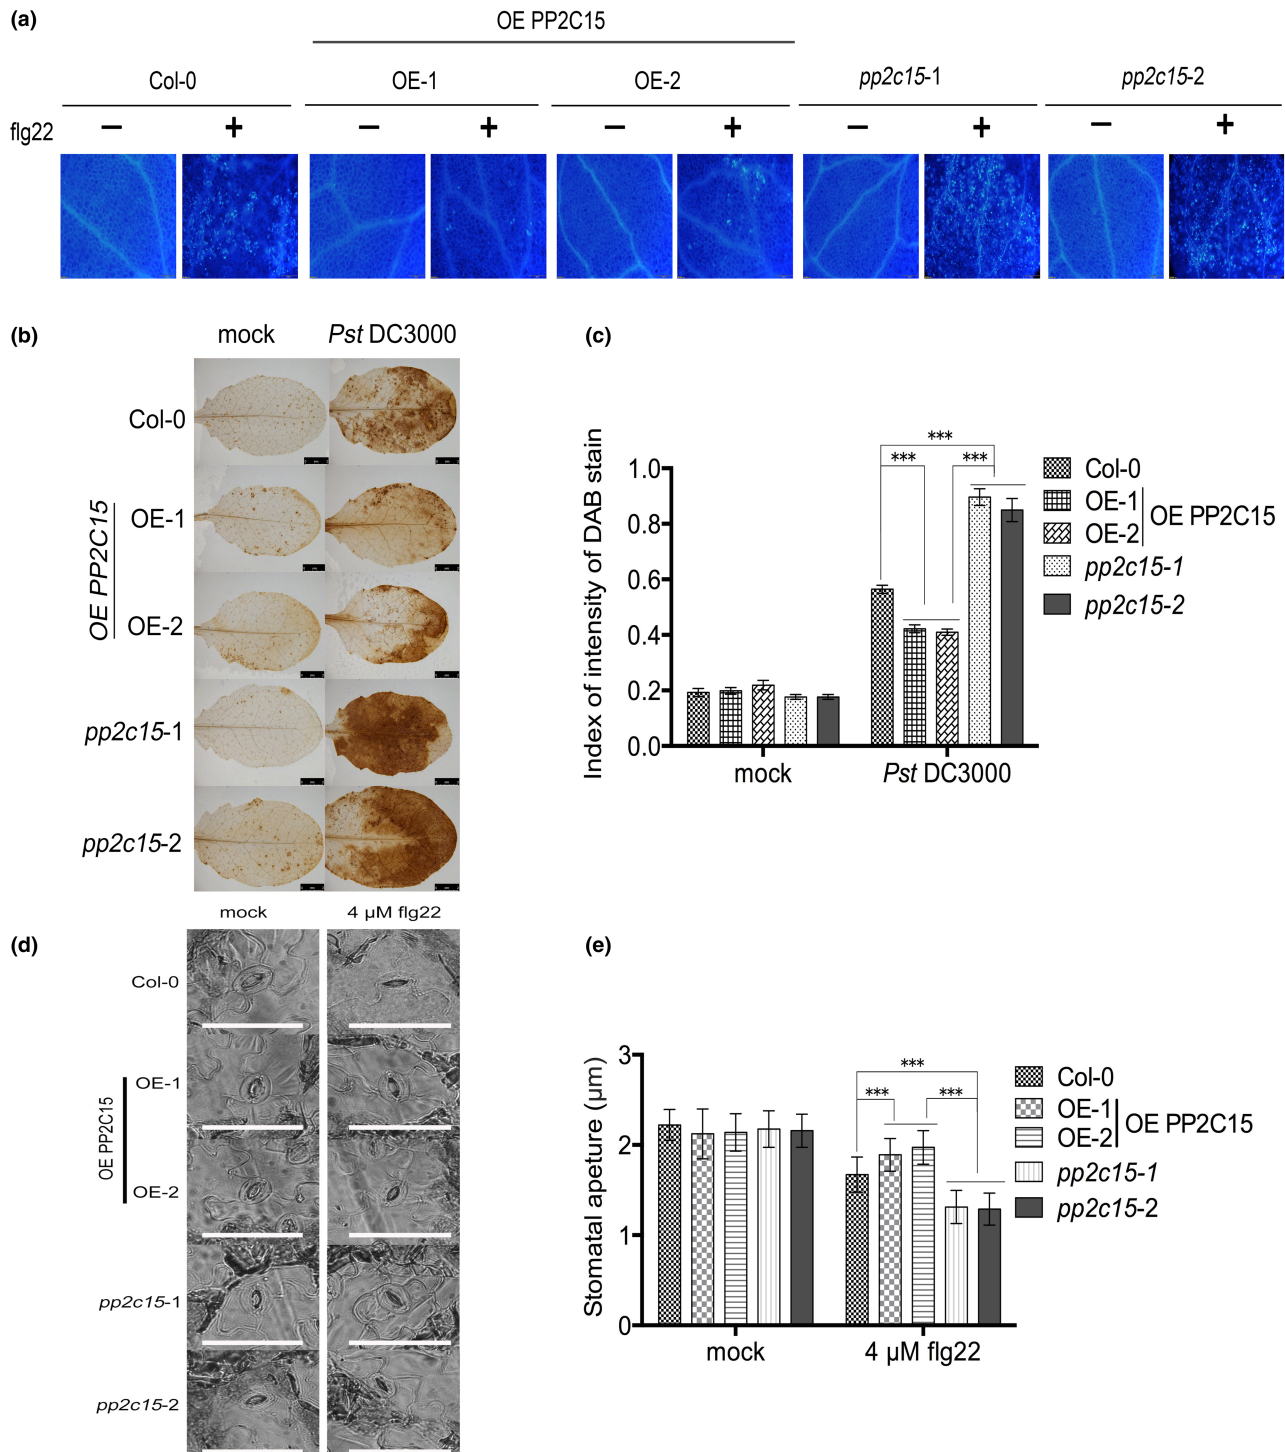 (a)
OE PP2C15
Col-0 OE-1 OE-2 pp2c15-1 pp2c15-2
flg22 − + − + − + − + − +
(b)
mock Pst DC3000
Col-0
OE PP2C15
OE-1
OE-2
pp2c15-1
pp2c15-2
(c)
Index of intensity of DAB stain
1.0
0.8
0.6
0.4
0.2
0.0
***
*** ***
mock Pst DC3000
Col-0
OE-1
OE-2
OE PP2C15
pp2c15-1
pp2c15-2
(d)
mock 4 µM flg22
Col-0
OE PP2C15
OE-1
OE-2
pp2c15-1
pp2c15-2
(e)
Stomatal apeture (µm)
3
2
1
0
***
*** ***
mock 4 µM flg22
Col-0
OE-1
OE-2
OE PP2C15
pp2c15-1
pp2c15-2